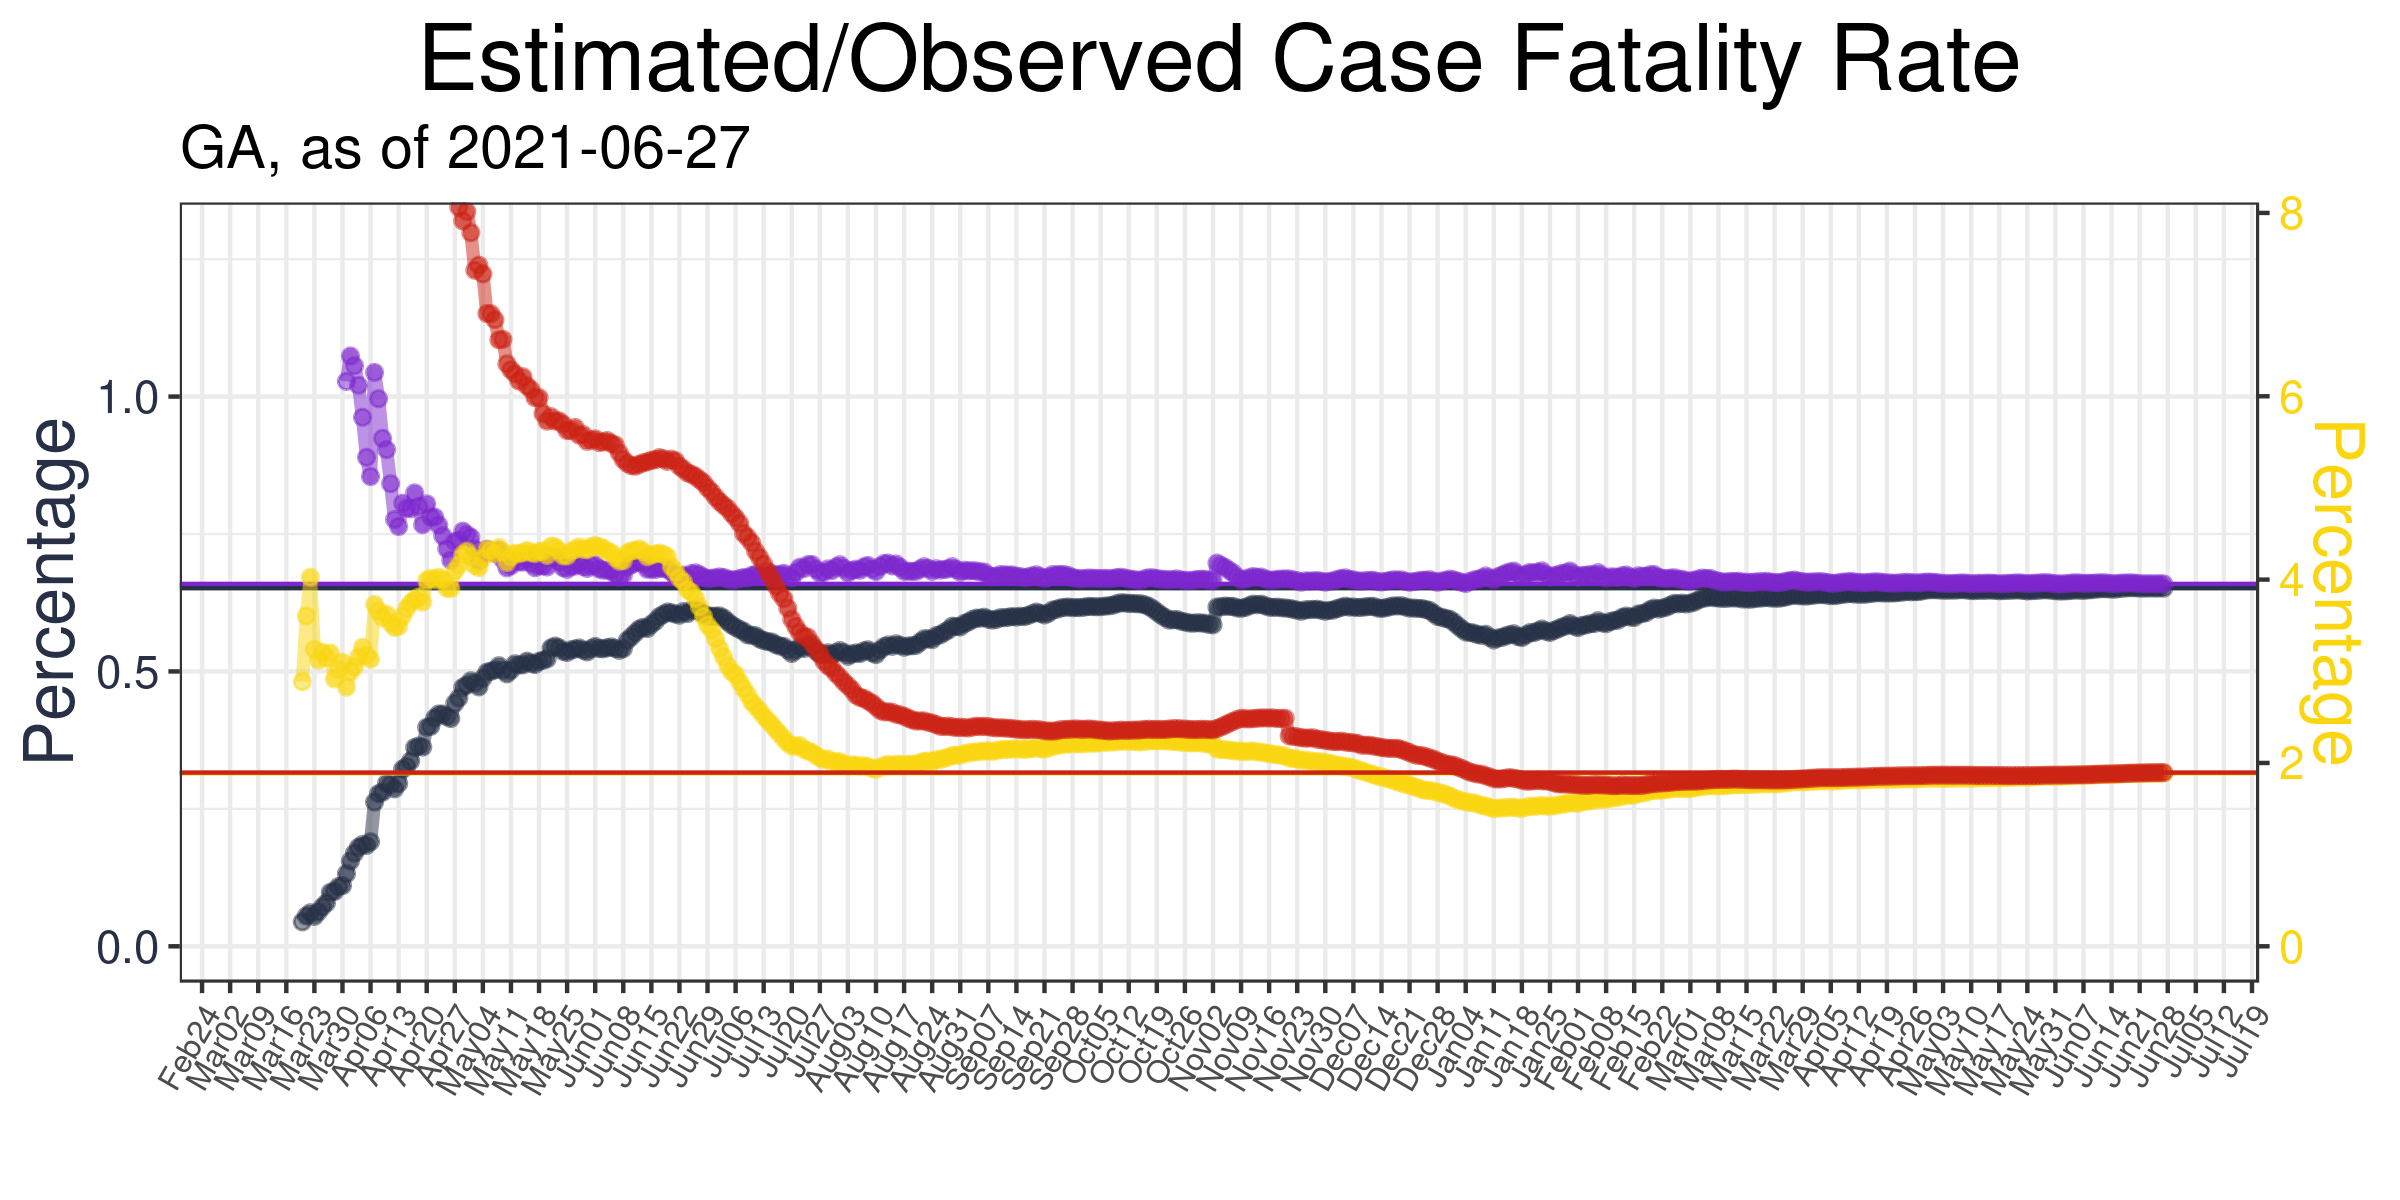 Estimated/Observed Case Fatality Rate
GA, as of 2021-06-27
Percentage
1.0
0.5
0.0
8
6
4
2
0
Percentage
Feb24
Mar02
Mar09
Mar16
Mar23
Mar30
Apr06
Apr13
Apr20
Apr27
May04
May11
May18
May25
Jun01
Jun08
Jun15
Jun22
Jun29
Jul06
Jul13
Jul20
Jul27
Aug03
Aug10
Aug17
Aug24
Aug31
Sep07
Sep14
Sep21
Sep28
Oct05
Oct12
Oct19
Oct26
Nov02
Nov09
Nov16
Nov23
Nov30
Dec07
Dec14
Dec21
Dec28
Jan04
Jan11
Jan18
Jan25
Feb01
Feb08
Feb15
Feb22
Mar01
Mar08
Mar15
Mar22
Mar29
Apr05
Apr12
Apr19
Apr26
May03
May10
May17
May24
May31
Jun07
Jun14
Jun21
Jun28
Jul05
Jul12
Jul19